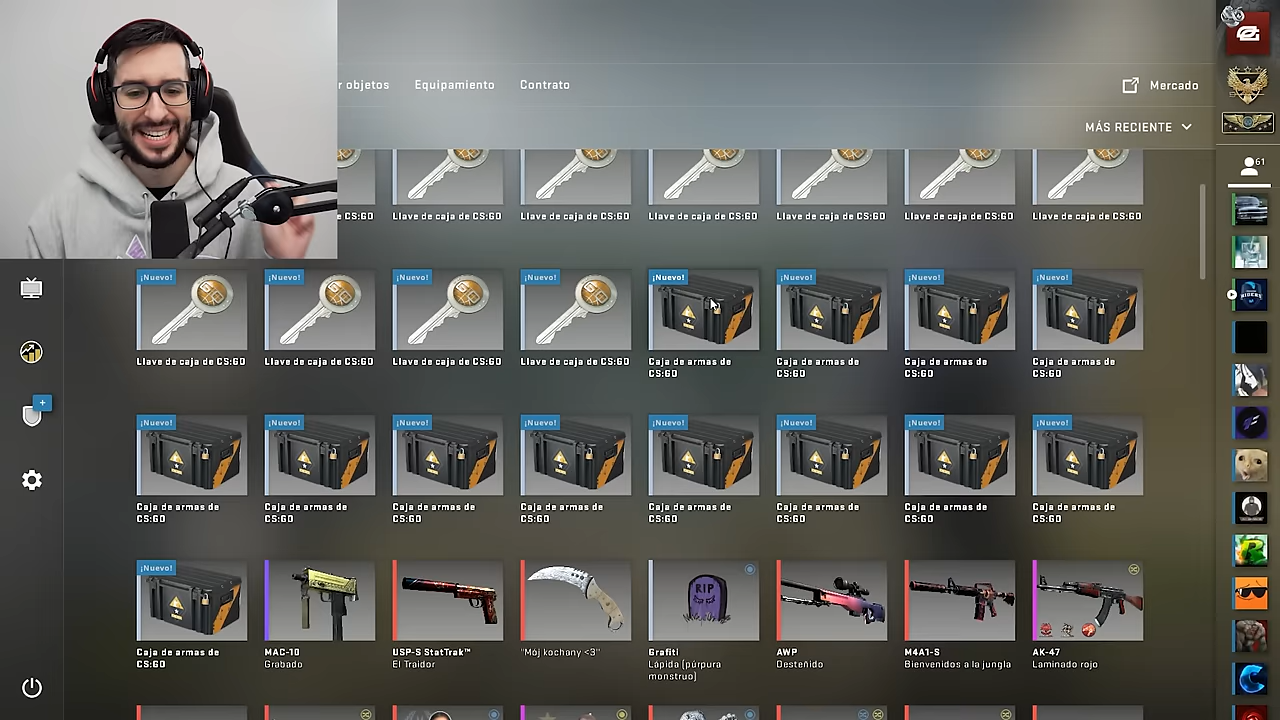 r objetos
Equipamiento
Contrato
Mercado
MÁS RECIENTE
61
CS:GO
Llave de caja de CS:GO
Llave de caja de CS:GO
Llave de caja de CS:GO
Llave de caja de CS:GO
Llave de caja de CS:GO
Llave de caja de CS:GO
¡Nuevo!
¡Nuevo!
¡Nuevo!
¡Nuevo!
¡Nuevo!
¡Nuevo!
¡Nuevo!
¡Nuevo!
Llave de caja de CS:GO
Llave de caja de CS:GO
Llave de caja de CS:GO
Llave de caja de CS:GO
Caja de armas de
CS:GO
Caja de armas de
CS:GO
Caja de armas de
CS:GO
Caja de armas de
CS:GO
¡Nuevo!
¡Nuevo!
¡Nuevo!
¡Nuevo!
¡Nuevo!
¡Nuevo!
¡Nuevo!
¡Nuevo!
Caja de armas de
CS:GO
Caja de armas de
CS:GO
Caja de armas de
CS:GO
Caja de armas de
CS:GO
Caja de armas de
CS:GO
Caja de armas de
CS:GO
Caja de armas de
CS:GO
Caja de armas de
CS:GO
¡Nuevo!
RIP
Caja de armas de
CS:GO
MAC-10
Grabado
USP-S StatTrak™
El Traidor
"Mój kochany <3"
Grafiti
Lápida (púrpura
monstruo)
AWP
Desteñido
M4A1-S
Bienvenidos a la jungla
AK-47
Laminado rojo